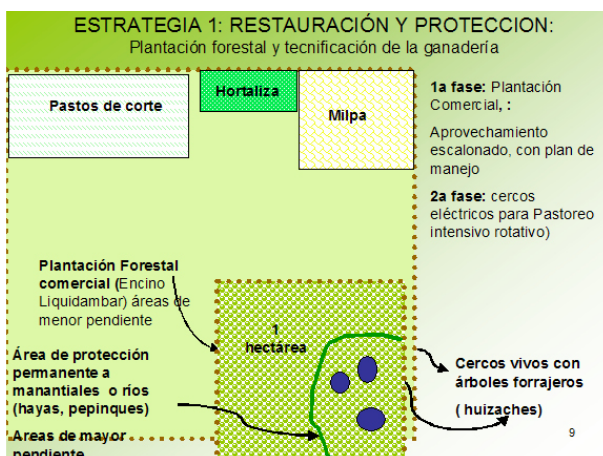 ESTRATEGIA 1: RESTAURACIÓN Y PROTECCION:
Plantación forestal y tecnificación de la ganadería
Pastos de corte
Hortaliza
Milpa
1a fase: Plantación
Comercial, :
Aprovechamiento
escalonado, con plan de
manejo
2a fase: cercos
eléctricos para Pastoreo
intensivo rotativo)
Plantación Forestal
comercial (Encino
Liquidambar) áreas de
menor pendiente
1
hectárea
Área de protección
permanente a
manantiales o ríos
(hayas, pepinques)
Areas de mayor
pendiente
Cercos vivos con
árboles forrajeros
( huizaches)
9